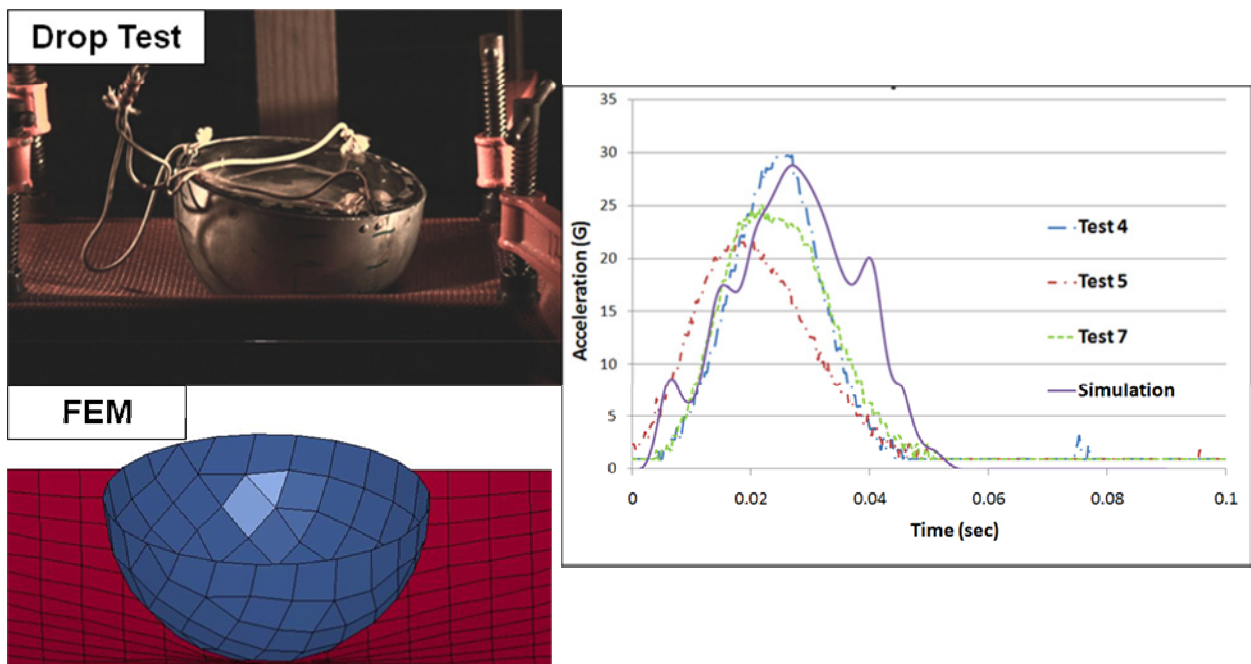 Drop Test
FEM
35
30
25
20
15
10
5
0
Acceleration (G)
0
0.02
0.04
0.06
0.08
0.1
Time (sec)
Test 4
Test 5
Test 7
Simulation